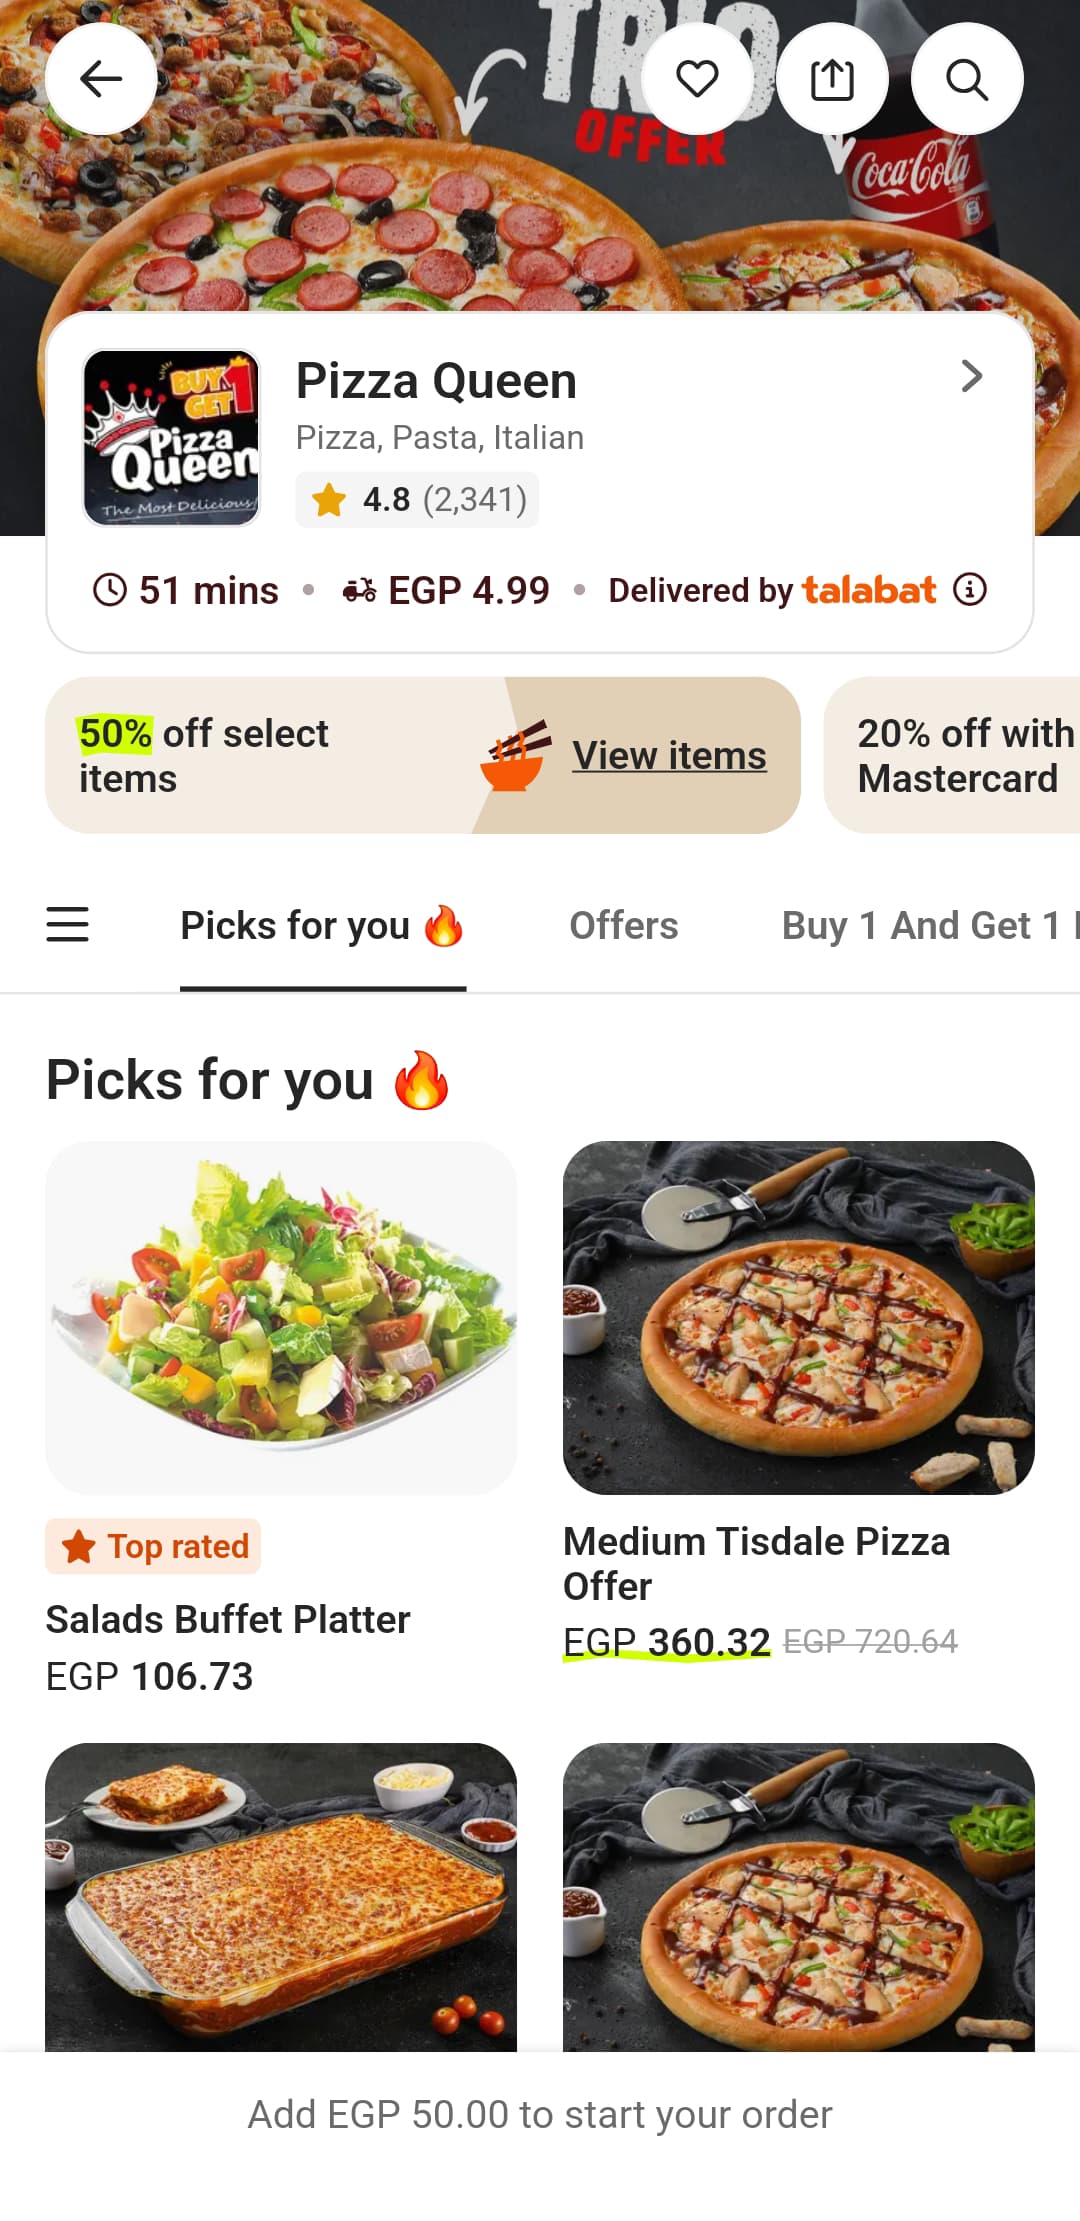 TRIO
OFFER
Coca-Cola
BUY 1
GET
Pizza
Queen
The Most Delicious
Pizza Queen
Pizza, Pasta, Italian
4.8 (2,341)
51 mins • EGP 4.99 • Delivered by talabat
50% off select
items
View items
20% off with
Mastercard
Picks for you 🔥
Offers
Buy 1 And Get 1
Picks for you 🔥
Top rated
Salads Buffet Platter
EGP 106.73
Medium Tisdale Pizza
Offer
EGP 360.32 EGP 720.64
Add EGP 50.00 to start your order